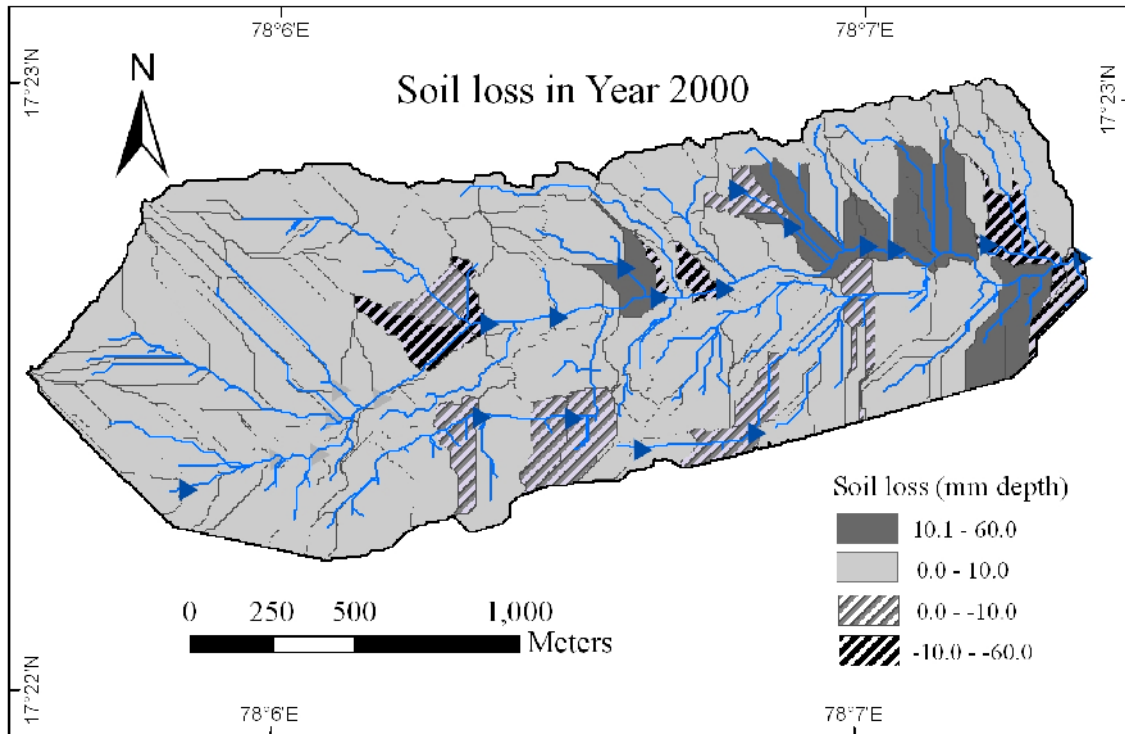 78°6'E
78°7'E
17°23'N
17°23'N
N
Soil loss in Year 2000
Soil loss (mm depth)
10.1 - 60.0
0.0 - 10.0
0.0 - -10.0
-10.0 - -60.0
0 250 500 1,000
Meters
17°22'N
17°22'N
78°6'E
78°7'E